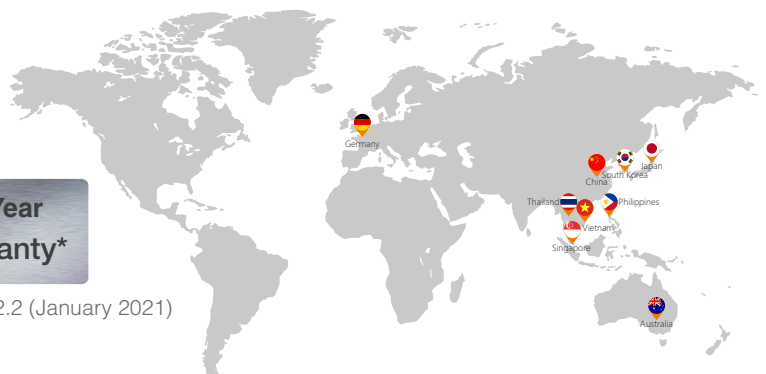 Germany
Japan
South Korea
China
Thailand
Philippines
Vietnam
Singapore
Year
anty*
2.2 (January 2021)
Australia